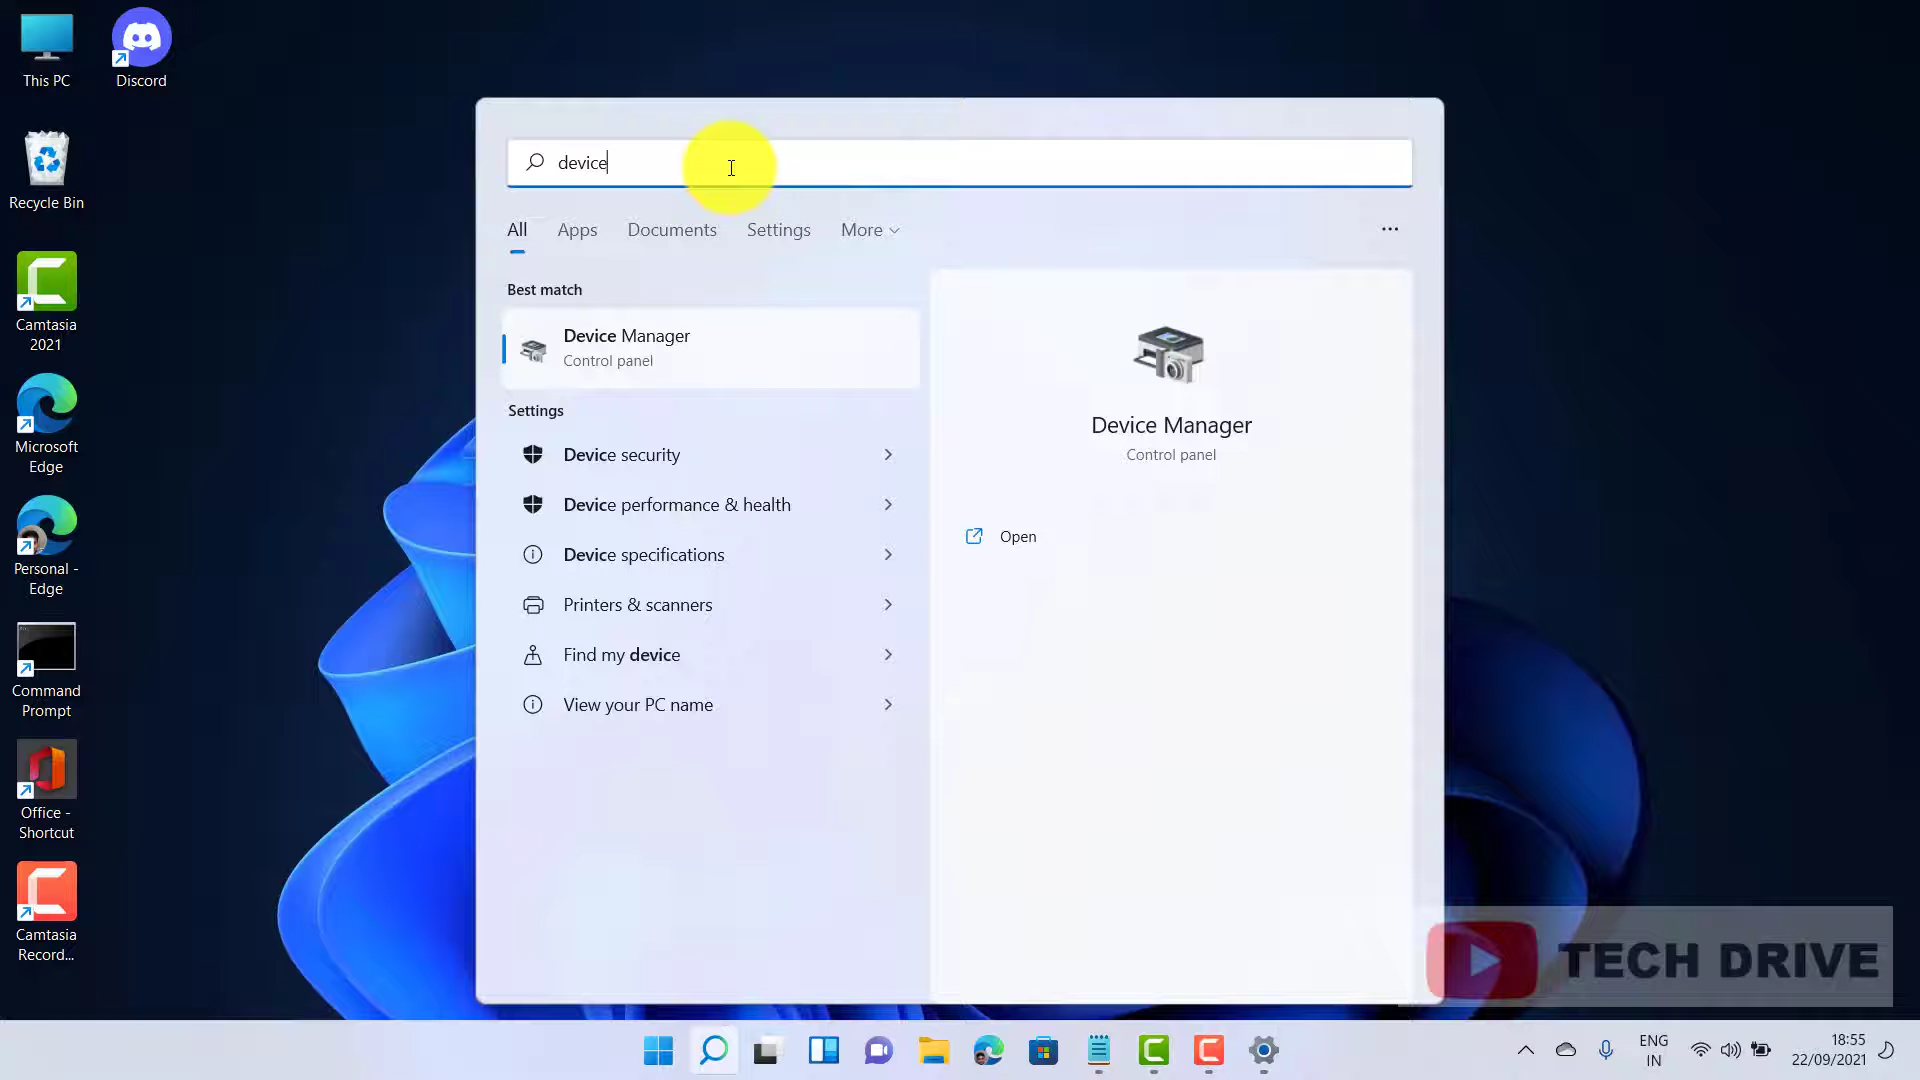 This PC
Discord
Recycle Bin
Camtasia
2021
Microsoft
Edge
Personal -
Edge
Command
Prompt
Office -
Shortcut
Camtasia
Record...
device
All
Apps
Documents
Settings
More
Best match
Device Manager
Control panel
Settings
Device security
Device performance & health
Device specifications
Printers & scanners
Find my device
View your PC name
Device Manager
Control panel
Open
TECH DRIVE
ENG
IN
18:55
22/09/2021